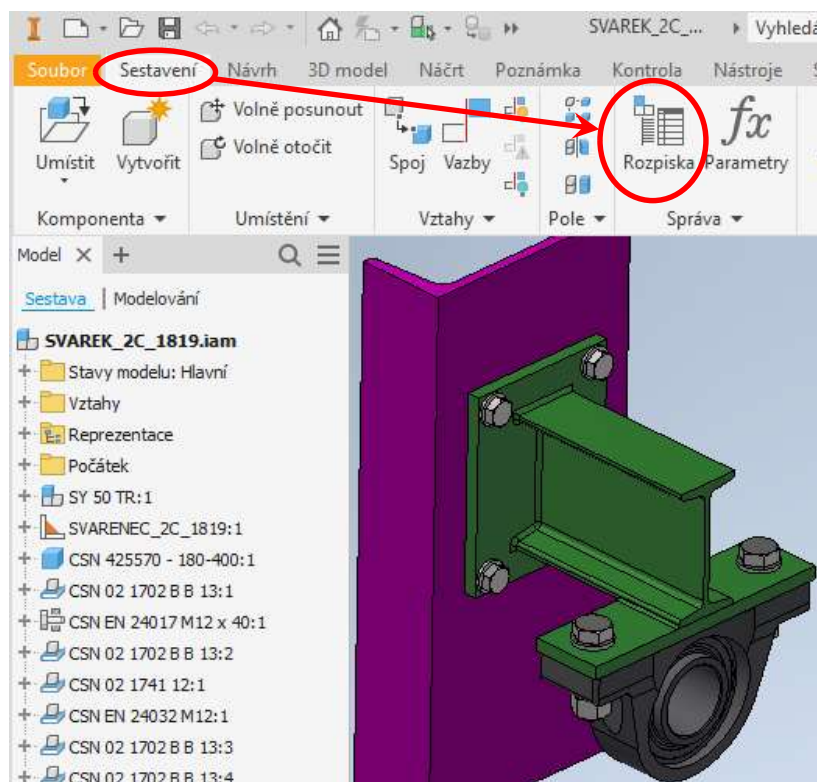 SVAREK_2C_... Vyhledá
Soubor Sestavení Návrh 3D model Náčrt Poznámka Kontrola Nástroje
Volně posunout
Volně otočit
Umístit Vytvořit Spoj Vazby Rozpiska fx Parametry
Komponenta Umístění Vztahy Pole Správa
Model
Sestava | Modelování
SVAREK_2C_1819.iam
Stavy modelu: Hlavní
Vztahy
Reprezentace
Počátek
SY 50 TR:1
SVARENEC_2C_1819:1
CSN 425570 - 180-400:1
CSN 02 1702 B B 13:1
CSN EN 24017 M12 x 40:1
CSN 02 1702 B B 13:2
CSN 02 1741 12:1
CSN EN 24032 M12:1
CSN 02 1702 B B 13:3
CSN 02 1702 B B 13:4